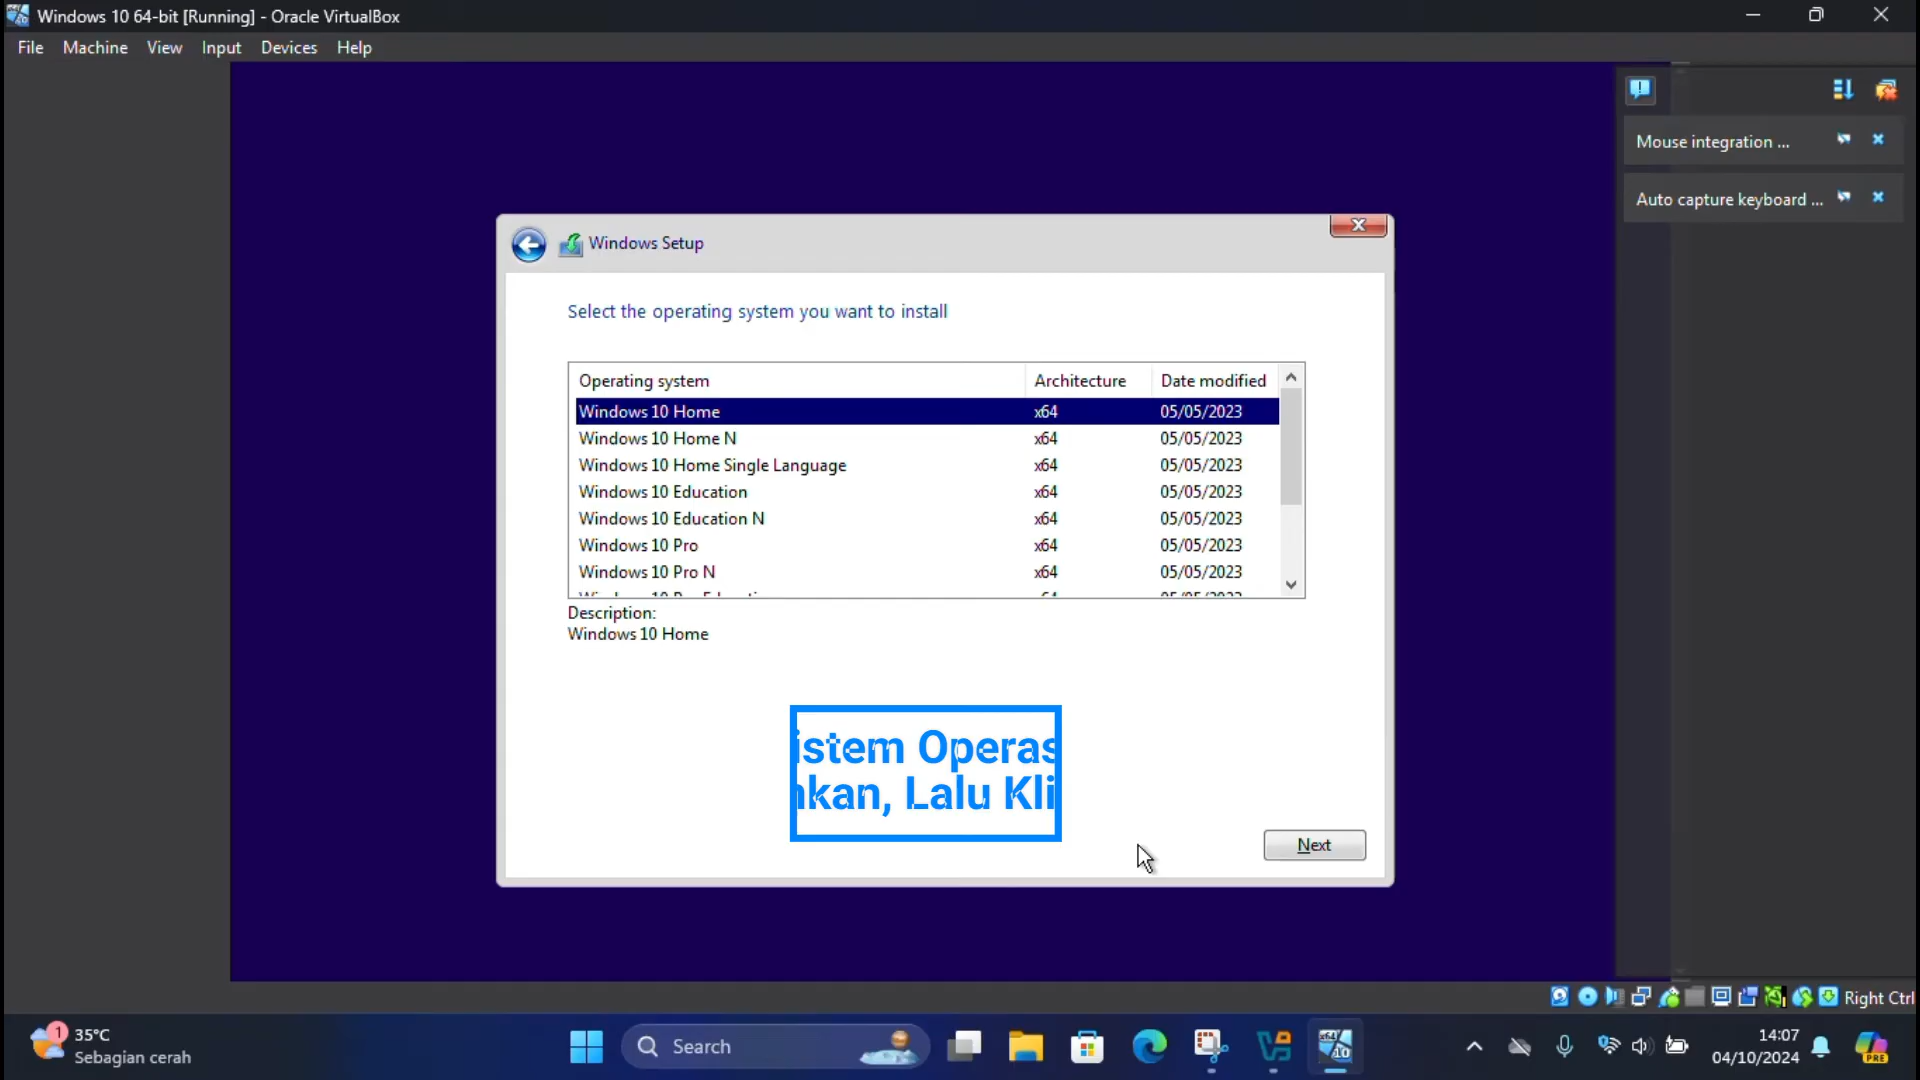 Windows 10 64-bit [Running] - Oracle VirtualBox
File Machine View Input Devices Help
Mouse integration ...
Auto capture keyboard ...
Windows Setup
Select the operating system you want to install
Operating system Architecture Date modified
Windows 10 Home x64 05/05/2023
Windows 10 Home N x64 05/05/2023
Windows 10 Home Single Language x64 05/05/2023
Windows 10 Education x64 05/05/2023
Windows 10 Education N x64 05/05/2023
Windows 10 Pro x64 05/05/2023
Windows 10 Pro N x64 05/05/2023
Description:
Windows 10 Home
istem Operas
nkan, Lalu Kli
Next
Right Ctrl
1
35°C
Sebagian cerah
Search
x64
10
PRE
14:07
04/10/2024